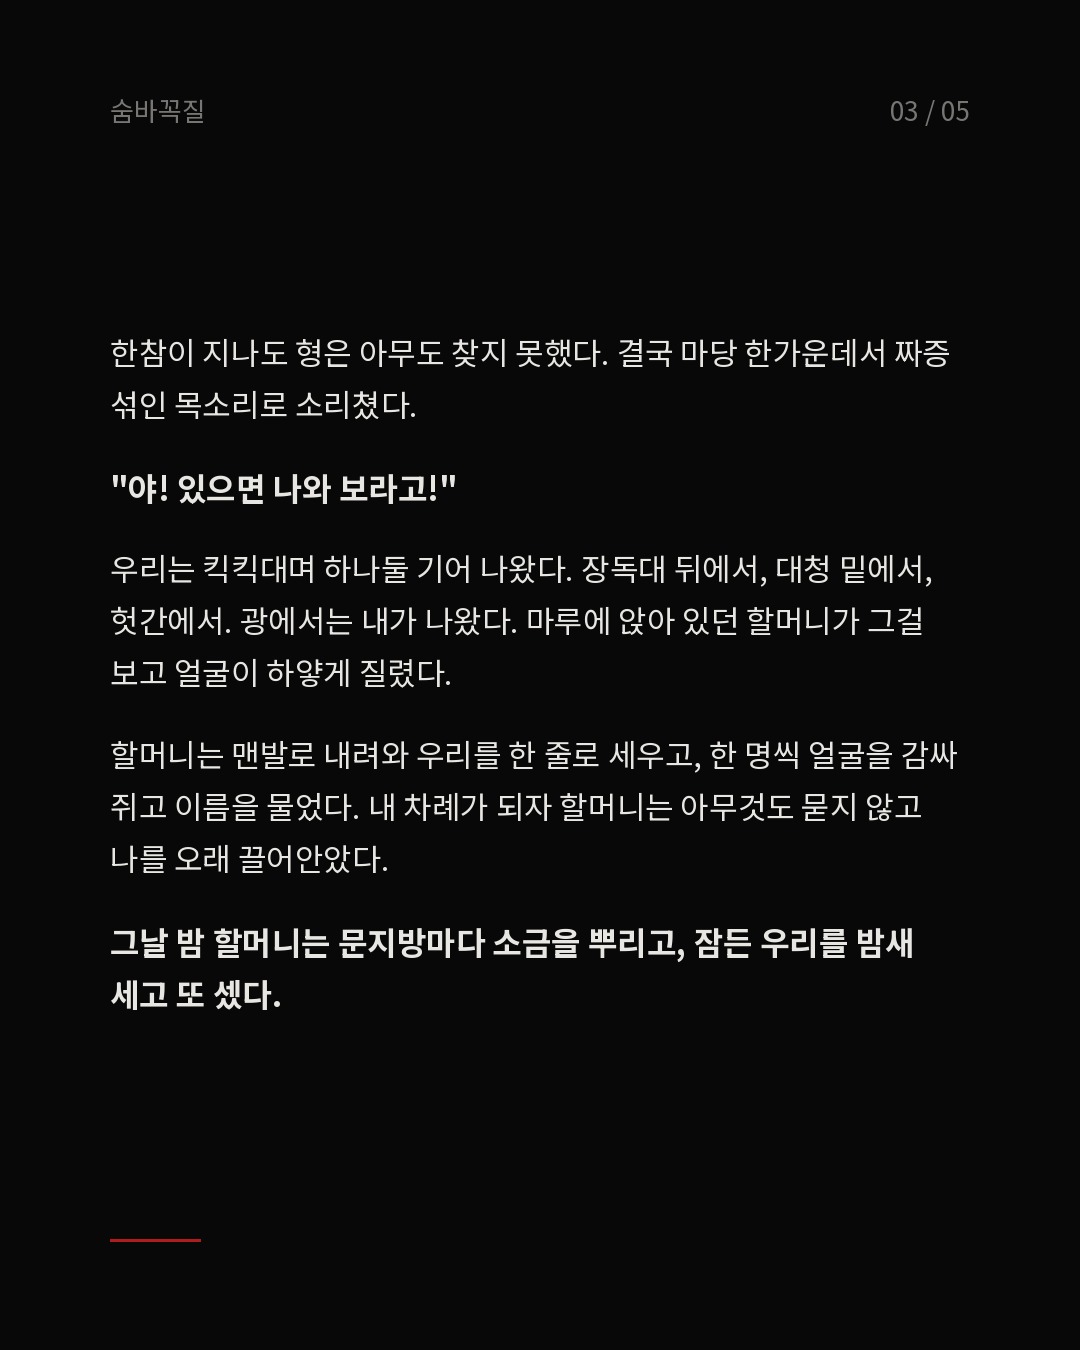 숨바꼭질
03 / 05
한참이 지나도 형은 아무도 찾지 못했다. 결국 마당 한가운데서 짜증
섞인 목소리로 소리쳤다.
"야! 있으면 나와 보라고!"
우리는 킥킥대며 하나둘 기어 나왔다. 장독대 뒤에서, 대청 밑에서,
헛간에서. 광에서는 내가 나왔다. 마루에 앉아 있던 할머니가 그걸
보고 얼굴이 하얗게 질렸다.
할머니는 맨발로 내려와 우리를 한 줄로 세우고, 한 명씩 얼굴을 감싸
쥐고 이름을 물었다. 내 차례가 되자 할머니는 아무것도 묻지 않고
나를 오래 끌어안았다.
그날 밤 할머니는 문지방마다 소금을 뿌리고, 잠든 우리를 밤새
세고 또 셌다.